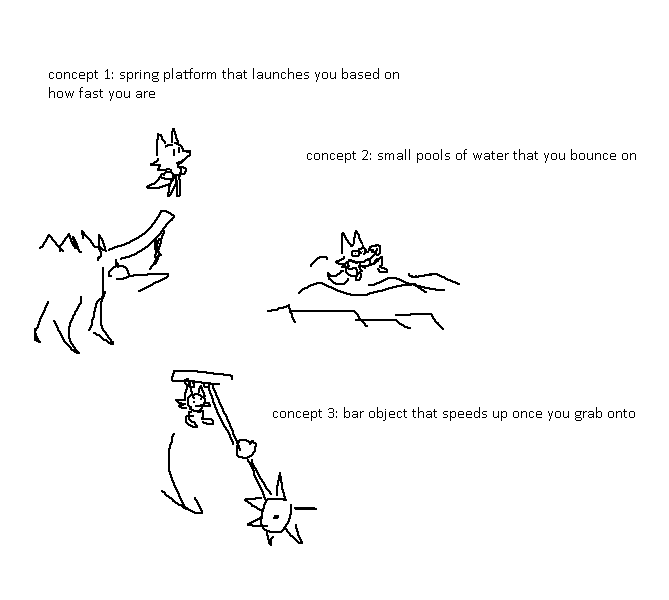 concept 1: spring platform that launches you based on
how fast you are
concept 2: small pools of water that you bounce on
concept 3: bar object that speeds up once you grab onto